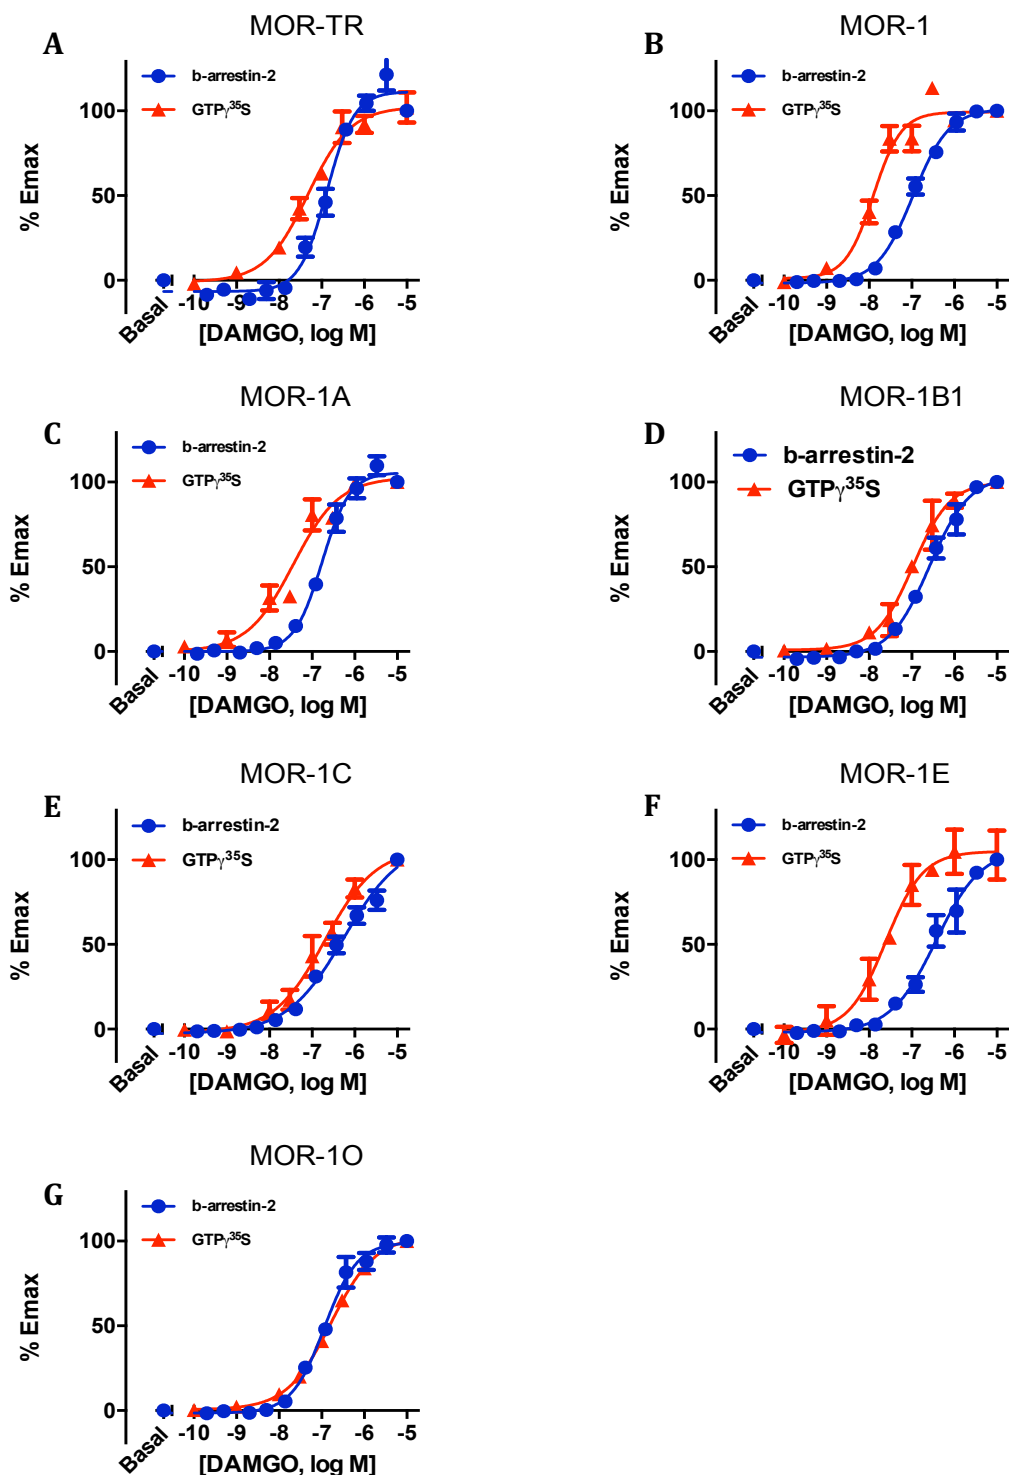 A
MOR-TR
b-arrestin-2
GTPγ³⁵S
% Emax
100
50
0
Basal
-10 -9 -8 -7 -6 -5
[DAMGO, log M]
B
MOR-1
b-arrestin-2
GTPγ³⁵S
% Emax
100
50
0
Basal
-10 -9 -8 -7 -6 -5
[DAMGO, log M]
C
MOR-1A
b-arrestin-2
GTPγ³⁵S
% Emax
100
50
0
Basal
-10 -9 -8 -7 -6 -5
[DAMGO, log M]
D
MOR-1B1
b-arrestin-2
GTPγ³⁵S
% Emax
100
50
0
Basal
-10 -9 -8 -7 -6 -5
[DAMGO, log M]
E
MOR-1C
b-arrestin-2
GTPγ³⁵S
% Emax
100
50
0
Basal
-10 -9 -8 -7 -6 -5
[DAMGO, log M]
F
MOR-1E
b-arrestin-2
GTPγ³⁵S
% Emax
100
50
0
Basal
-10 -9 -8 -7 -6 -5
[DAMGO, log M]
G
MOR-1O
b-arrestin-2
GTPγ³⁵S
% Emax
100
50
0
Basal
-10 -9 -8 -7 -6 -5
[DAMGO, log M]